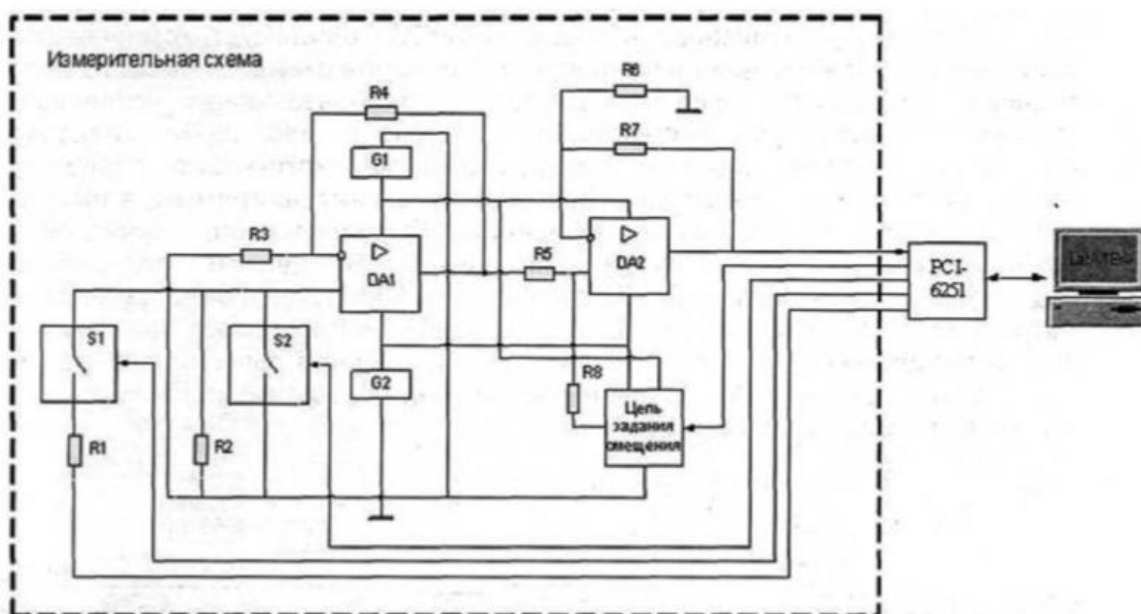 Измерительная схема
R6
R4
R7
G1
R3
DA1
R5
DA2
PCI-
6251
S1
S2
G2
R8
Цепь
задания
смещения
R1
R2